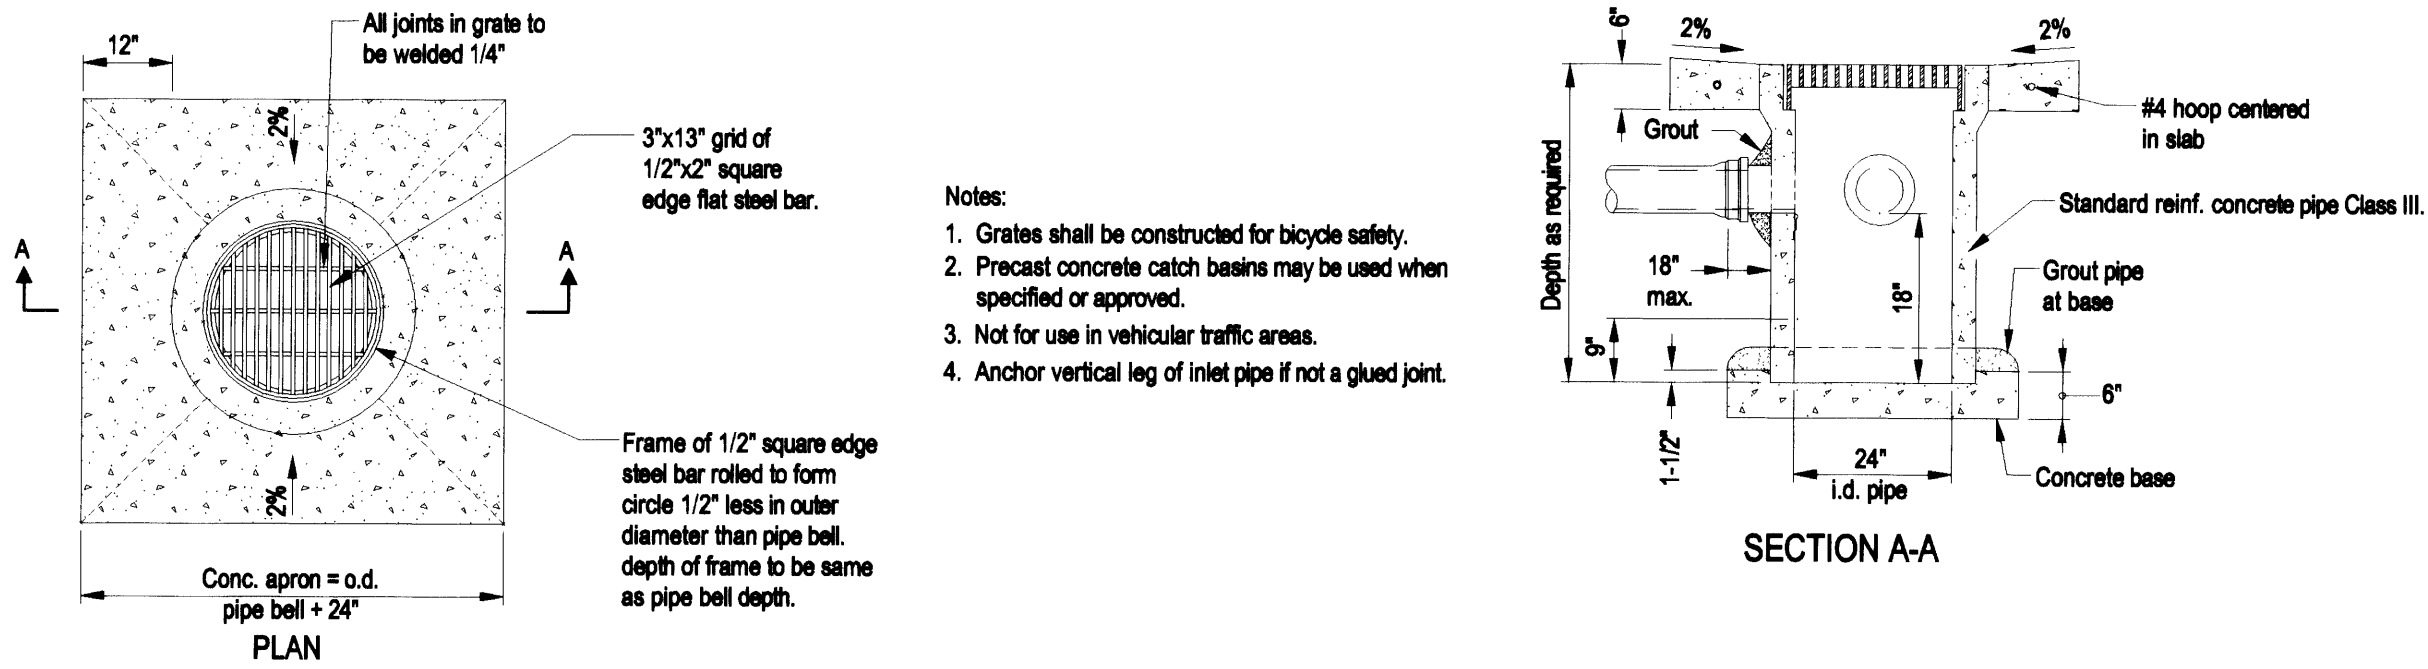 12"
All joints in grate to
be welded 1/4"
2%
3"x13" grid of
1/2"x2" square
edge flat steel bar.
A
A
Frame of 1/2" square edge
steel bar rolled to form
circle 1/2" less in outer
diameter than pipe bell.
depth of frame to be same
as pipe bell depth.
2%
Conc. apron = o.d.
pipe bell + 24"
PLAN
Notes:
1. Grates shall be constructed for bicycle safety.
2. Precast concrete catch basins may be used when
specified or approved.
3. Not for use in vehicular traffic areas.
4. Anchor vertical leg of inlet pipe if not a glued joint.
6"
2%
2%
#4 hoop centered
in slab
Grout
Depth as required
Standard reinf. concrete pipe Class III.
18"
max.
18"
Grout pipe
at base
9"
6"
1-1/2"
24"
i.d. pipe
Concrete base
SECTION A-A